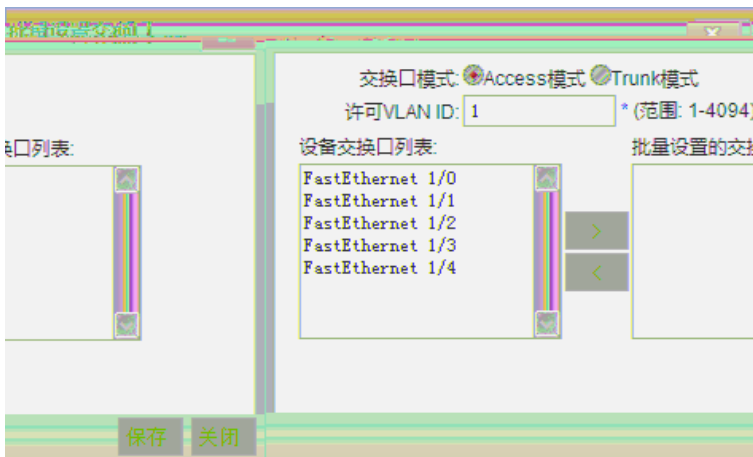 交换口模式: Access模式 Trunk模式
许可VLAN ID: 1 * (范围: 1-4094)
换口列表:
设备交换口列表:
批量设置的交换
FastEthernet 1/0
FastEthernet 1/1
FastEthernet 1/2
FastEthernet 1/3
FastEthernet 1/4
>
<
保存 关闭